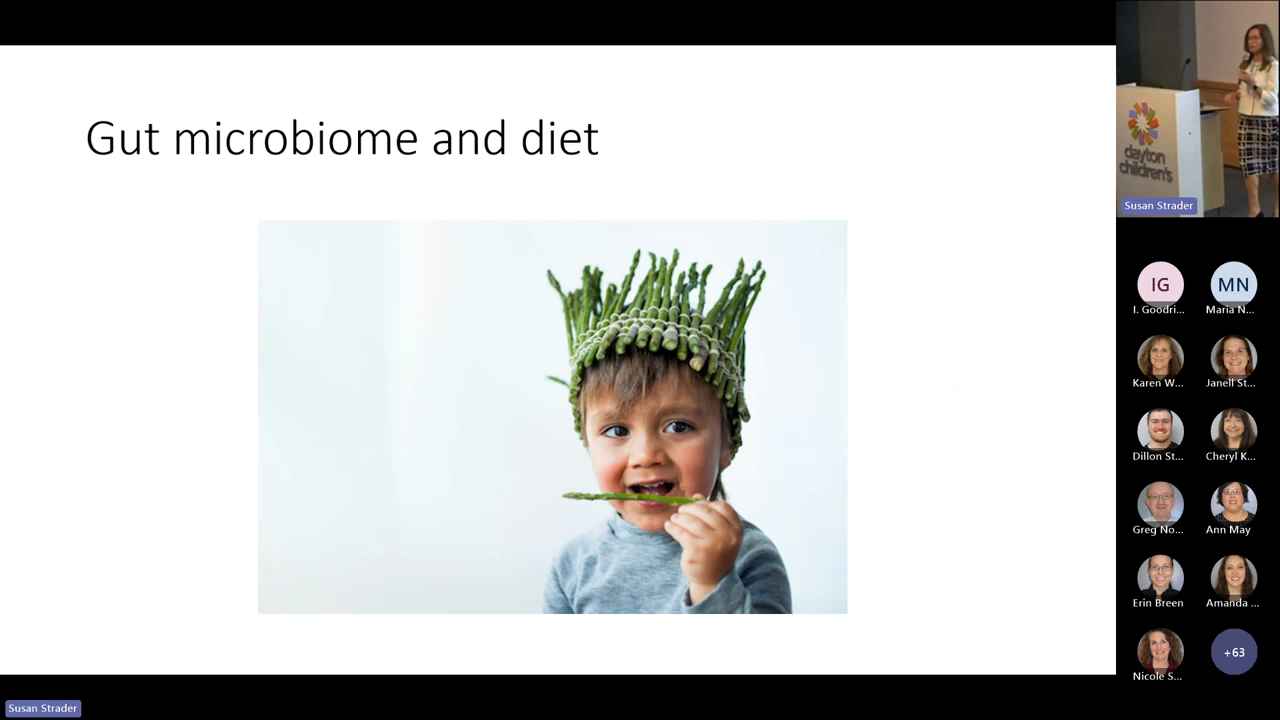 Gut microbiome and diet
dayton
children's
Susan Strader
IG
MN
I. Goodri...
Maria N...
Karen W...
Janell St...
Dillon St...
Cheryl K...
Greg No...
Ann May
Erin Breen
Amanda ...
Nicole S...
+63
Susan Strader